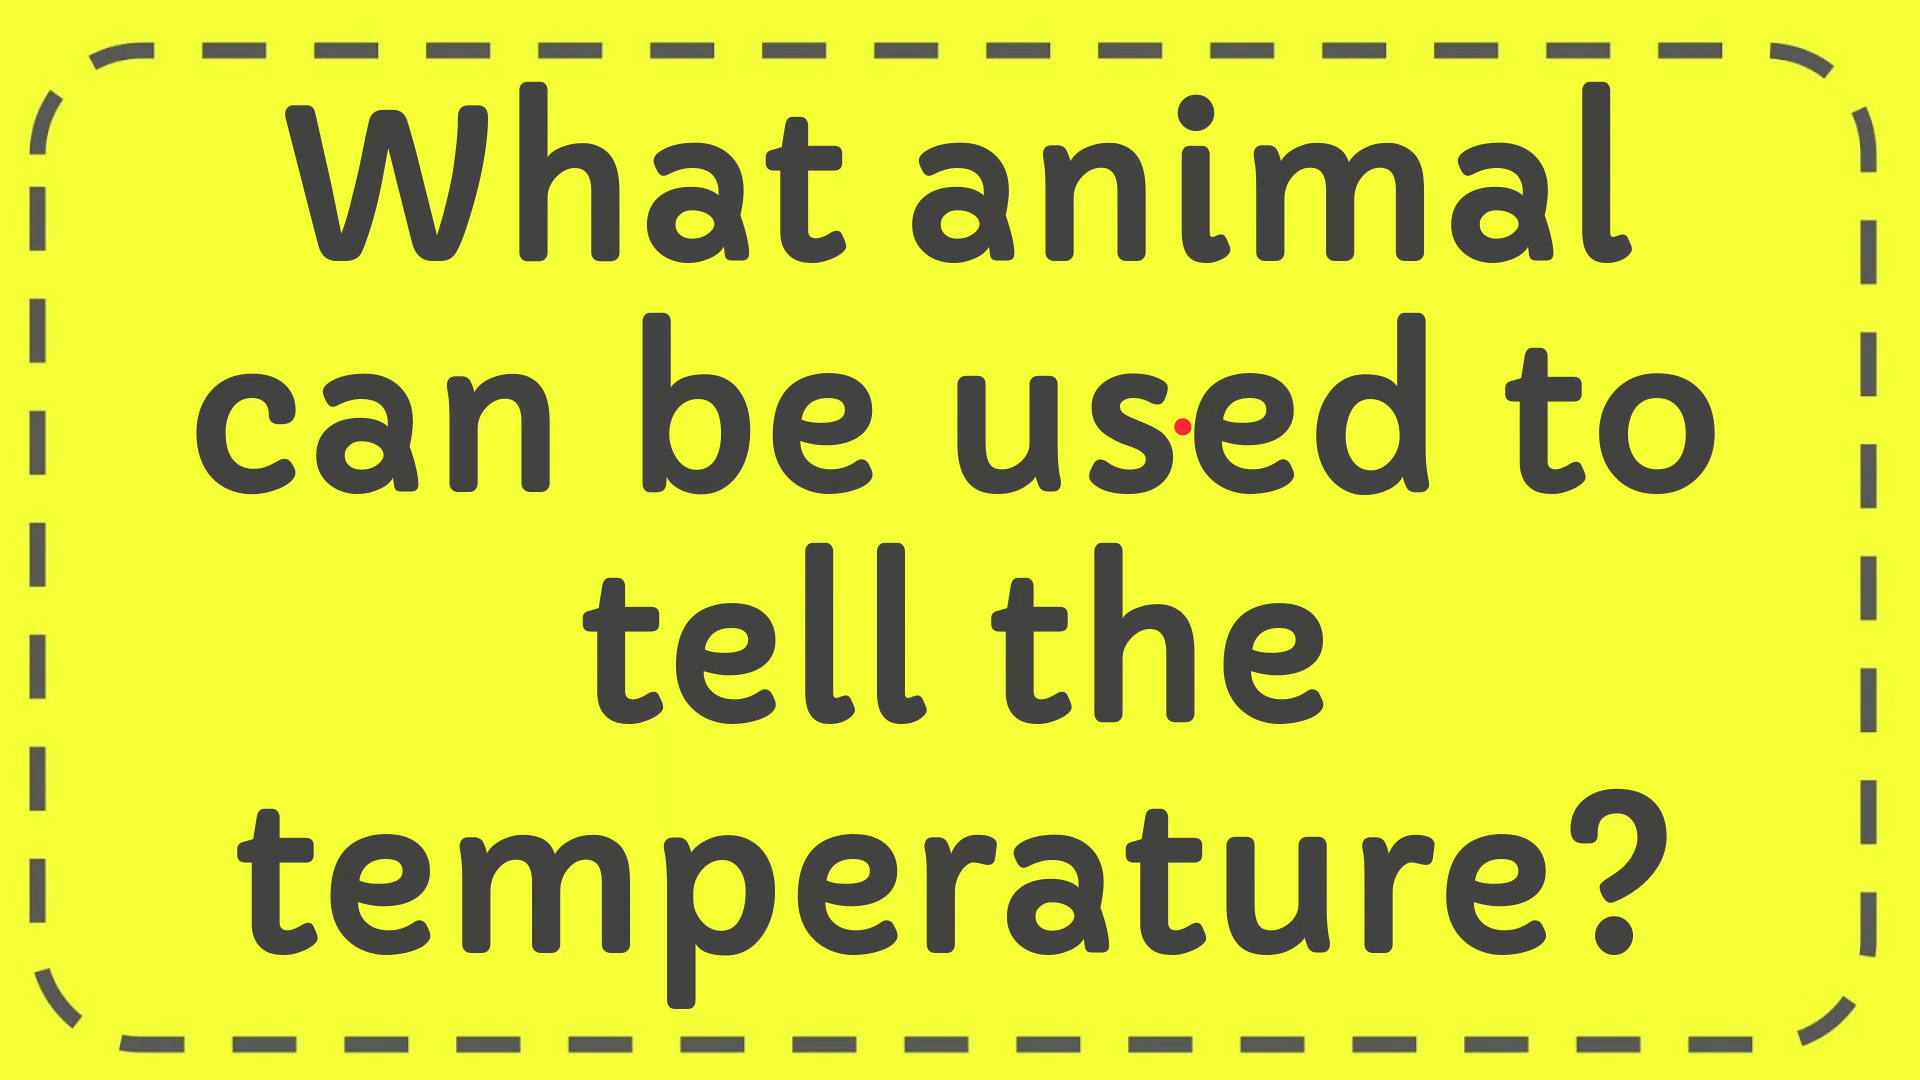 What animal
can be used to
tell the
temperature?